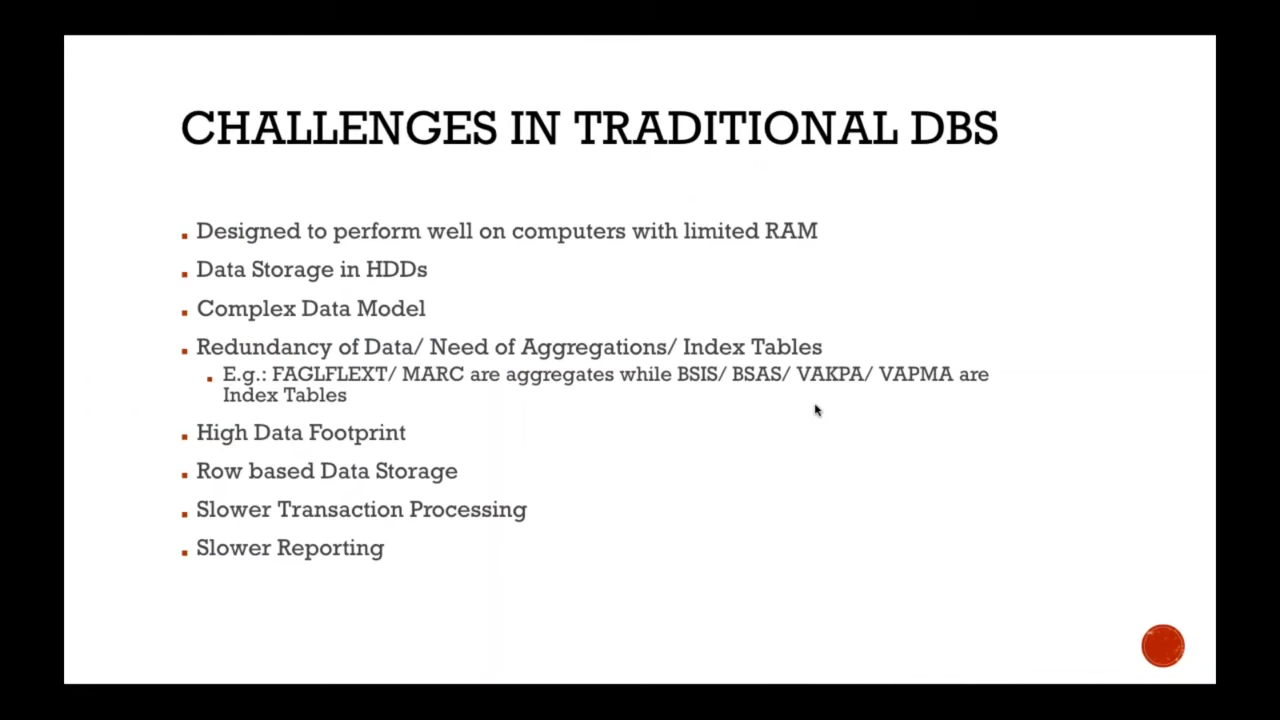 CHALLENGES IN TRADITIONAL DBS
Designed to perform well on computers with limited RAM
Data Storage in HDDs
Complex Data Model
Redundancy of Data/ Need of Aggregations/ Index Tables
E.g.: FAGLFLEXT/ MARC are aggregates while BSIS/ BSAS/ VAKPA/ VAPMA are
Index Tables
High Data Footprint
Row based Data Storage
Slower Transaction Processing
Slower Reporting